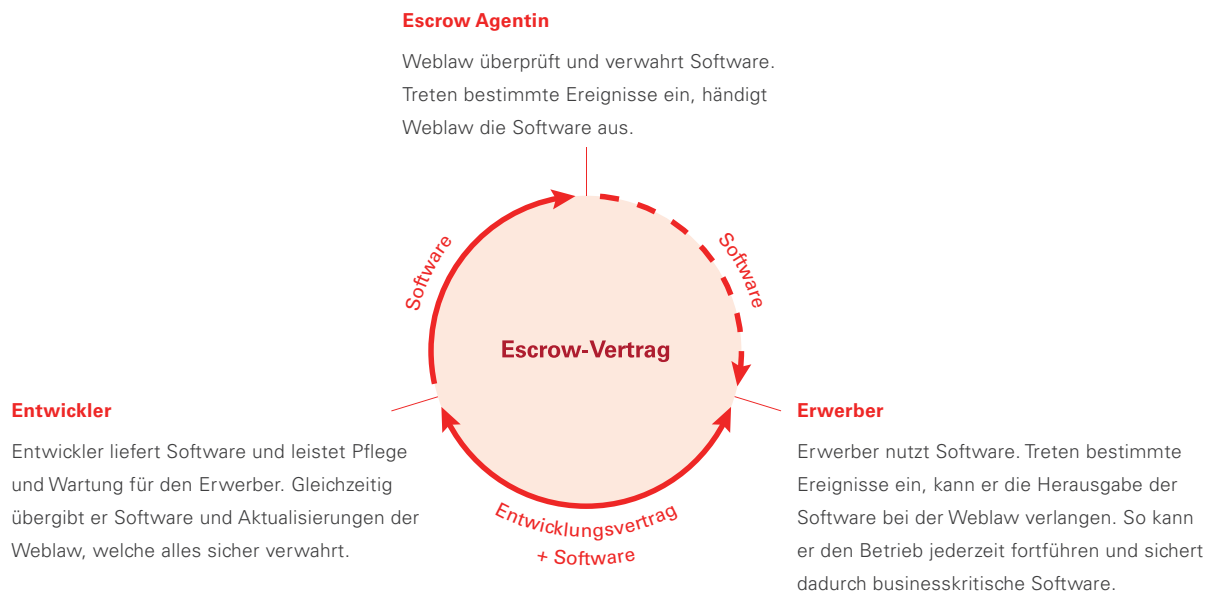 Escrow Agentin
Weblaw überprüft und verwahrt Software.
Treten bestimmte Ereignisse ein, händigt
Weblaw die Software aus.
Software
Software
Escrow-Vertrag
Entwickler
Entwickler liefert Software und leistet Pflege
und Wartung für den Erwerber. Gleichzeitig
übergibt er Software und Aktualisierungen der
Weblaw, welche alles sicher verwahrt.
Entwicklungsvertrag
+ Software
Erwerber
Erwerber nutzt Software. Treten bestimmte
Ereignisse ein, kann er die Herausgabe der
Software bei der Weblaw verlangen. So kann
er den Betrieb jederzeit fortführen und sichert
dadurch businesskritische Software.